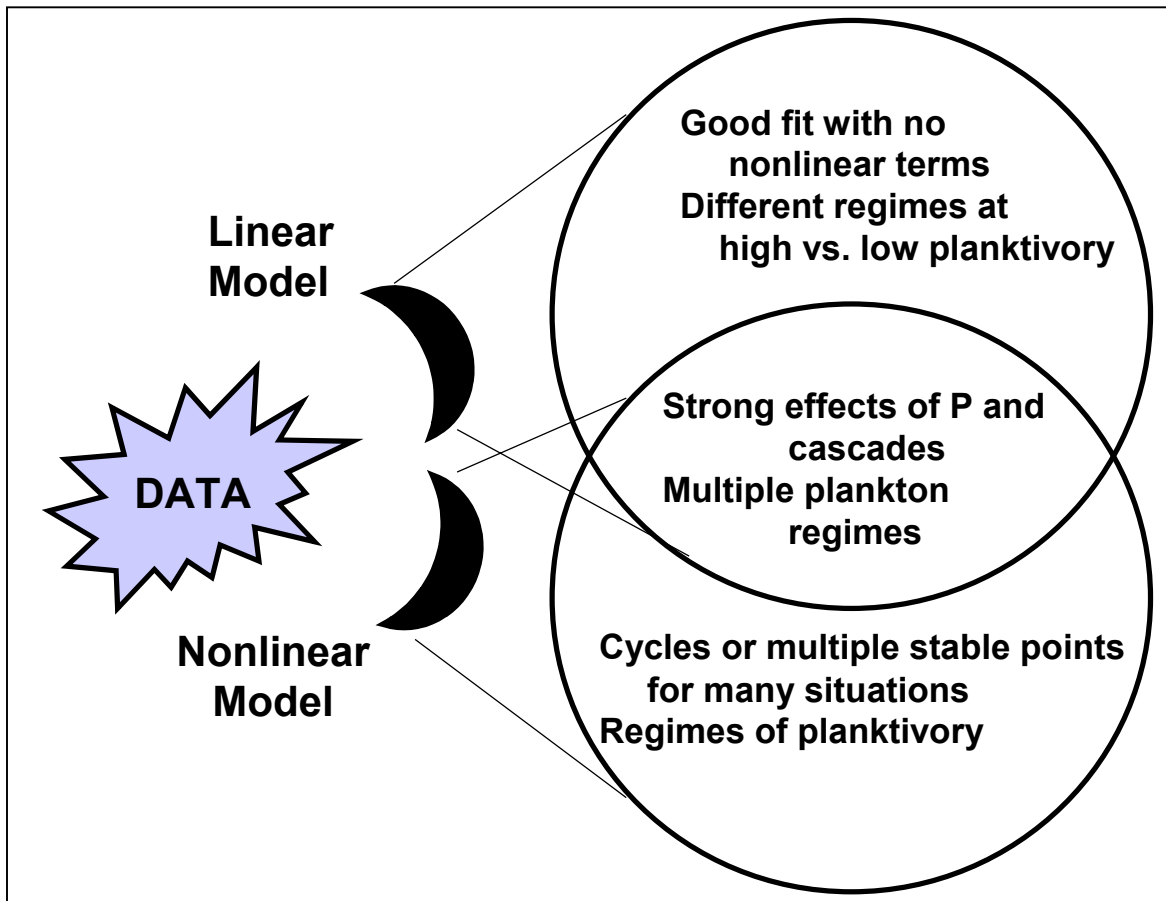 Linear
Model
DATA
Nonlinear
Model
Good fit with no
nonlinear terms
Different regimes at
high vs. low planktivory
Strong effects of P and
cascades
Multiple plankton
regimes
Cycles or multiple stable points
for many situations
Regimes of planktivory